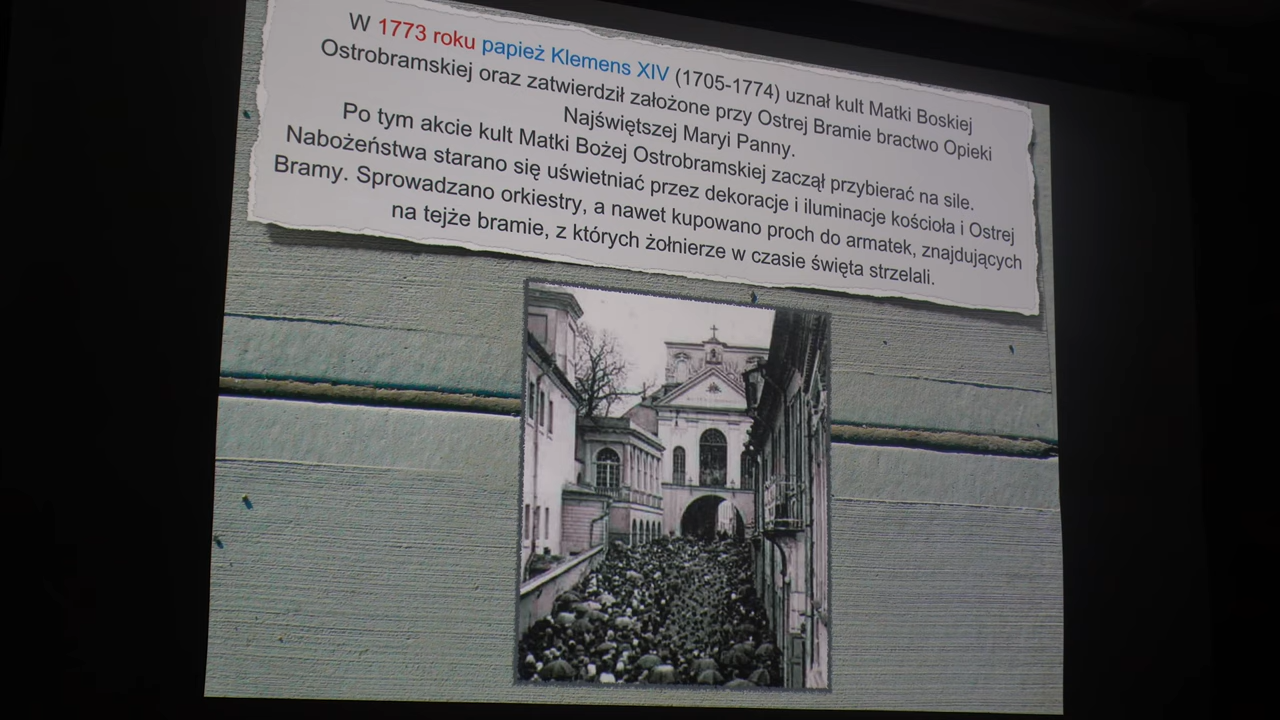 W 1773 roku papież Klemens XIV (1705-1774) uznał kult Matki Boskiej
Ostrobramskiej oraz zatwierdził założone przy Ostrej Bramie bractwo Opieki
Najświętszej Maryi Panny.
Po tym akcie kult Matki Bożej Ostrobramskiej zaczął przybierać na sile.
Nabożeństwa starano się uświetniać przez dekoracje i iluminacje kościoła i Ostrej
Bramy. Sprowadzano orkiestry, a nawet kupowano proch do armatek, znajdujących
na tejże bramie, z których żołnierze w czasie święta strzelali.